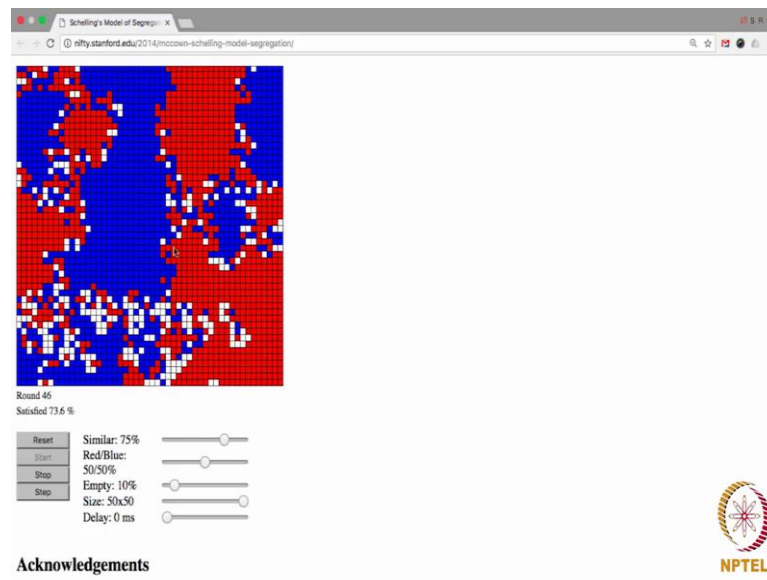 Schelling's Model of Segregat
S R
nifty.stanford.edu/2014/mccown-schelling-model-segregation/
Round 46
Satisfied 73.6 %
Reset
Start
Stop
Step
Similar: 75%
Red/Blue:
50/50%
Empty: 10%
Size: 50x50
Delay: 0 ms
Acknowledgements
NPTEL